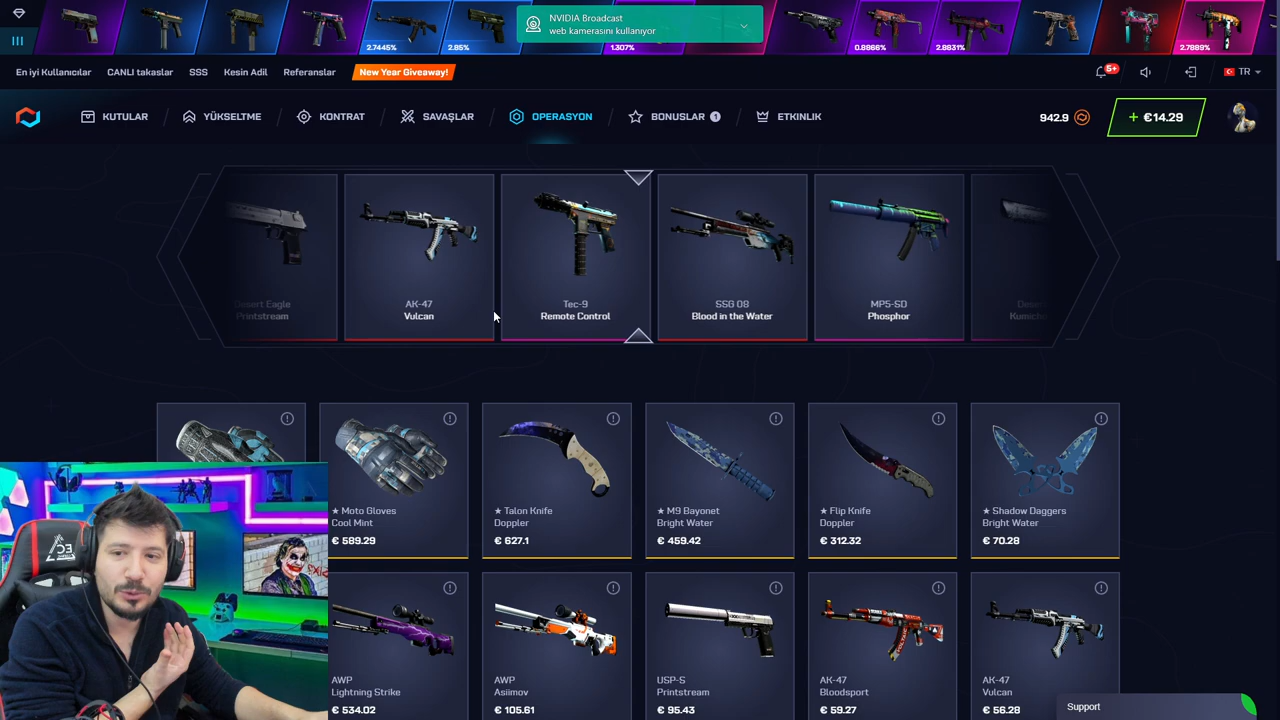 2.7445%
2.85%
NVIDIA Broadcast
web kamerasını kullanıyor
1.307%
0.8866%
2.8831%
2.7889%
En iyi Kullanıcılar
CANLI takaslar
SSS
Kesin Adil
Referanslar
New Year Giveaway!
5+
TR
KUTULAR
YÜKSELTME
KONTRAT
SAVAŞLAR
OPERASYON
BONUSLAR 1
ETKINLIK
942.9
+ €14.29
Desert Eagle
Printstream
AK-47
Vulcan
Tec-9
Remote Control
SSG 08
Blood in the Water
MP5-SD
Phosphor
★ Moto Gloves
Cool Mint
€ 589.29
★ Talon Knife
Doppler
€ 627.1
★ M9 Bayonet
Bright Water
€ 459.42
★ Flip Knife
Doppler
€ 312.32
★ Shadow Daggers
Bright Water
€ 70.28
AWP
Lightning Strike
€ 534.02
AWP
Asiimov
€ 105.61
USP-S
Printstream
€ 95.43
AK-47
Bloodsport
€ 59.27
AK-47
Vulcan
€ 56.28
Support